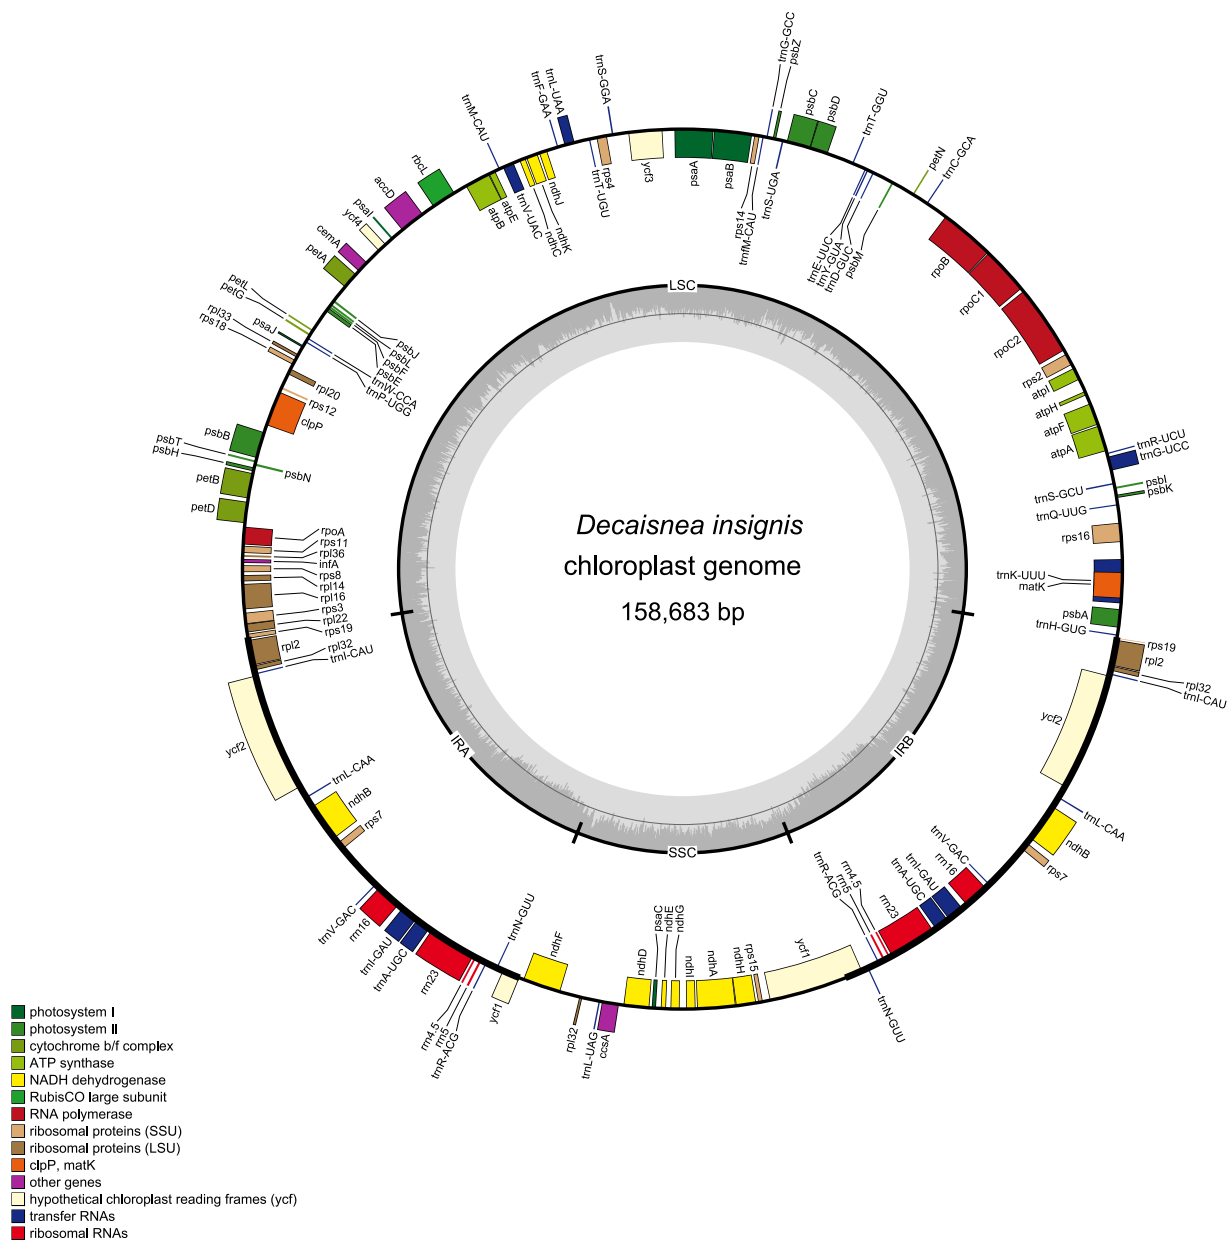 Decaisnea insignis
chloroplast genome
158,683 bp
LSC
IRB
SSC
IRA
trnG-GCC
psbZ
psbC
psbD
trnT-GGU
petN
trnC-GCA
rpoB
rpoC1
rpoC2
rps2
atpI
atpH
atpF
atpA
trnR-UCU
trnG-UCC
trnS-GCU
psbI
psbK
trnQ-UUG
rps16
trnK-UUU
matK
psbA
trnH-GUG
rps19
rpl2
rpl32
trnI-CAU
ycf2
trnL-CAA
ndhB
rps7
trnV-GAC
rrn16
trnI-GAU
trnA-UGC
rrn23
rrn4.5
rrn5
trnR-ACG
trnN-GUU
ycf1
rps15
ndhH
ndhA
ndhI
ndhG
ndhE
psaC
ndhD
ccsA
trnL-UAG
rpl32
ndhF
ycf1
trnN-GUU
trnR-ACG
rrn5
rrn4.5
rrn23
trnA-UGC
trnI-GAU
rrn16
trnV-GAC
rps7
ndhB
trnL-CAA
ycf2
trnI-CAU
rpl32
rpl2
rps19
rpl22
rps3
rpl16
rpl14
rps8
infA
rpl36
rps11
rpoA
petD
petB
psbH
psbT
psbN
psbB
clpP
rps12
rpl20
rps18
rpl33
psaJ
trnP-UGG
trnW-CCA
petG
petL
psbE
psbF
psbL
psbJ
petA
cemA
ycf4
psaI
accD
rbcL
atpB
atpE
trnM-CAU
trnV-UAC
ndhC
ndhK
ndhJ
trnF-GAA
trnL-UAA
trnT-UGU
rps4
trnS-GGA
ycf3
psaA
psaB
rps14
trnfM-CAU
trnS-UGA
trnE-UUC
trnY-GUA
trnD-GUC
psbM
photosystem I
photosystem II
cytochrome b/f complex
ATP synthase
NADH dehydrogenase
RubisCO large subunit
RNA polymerase
ribosomal proteins (SSU)
ribosomal proteins (LSU)
clpP, matK
other genes
hypothetical chloroplast reading frames (ycf)
transfer RNAs
ribosomal RNAs